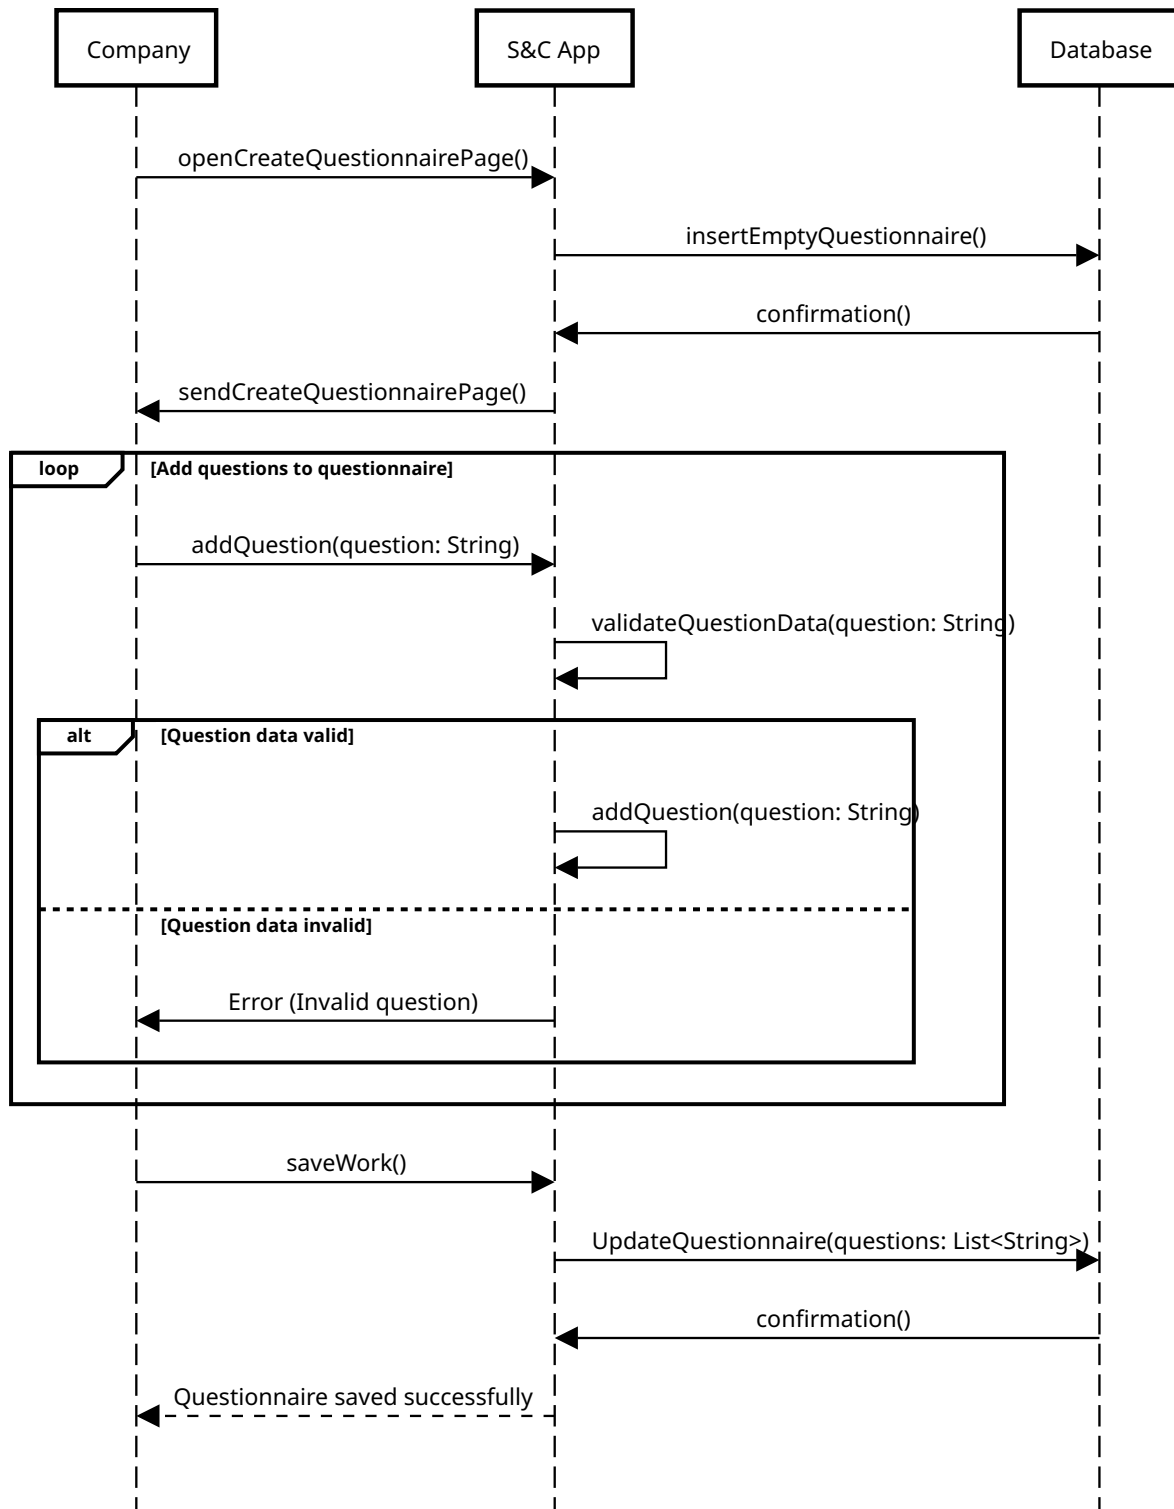 Company
S&C App
Database
openCreateQuestionnairePage()
insertEmptyQuestionnaire()
confirmation()
sendCreateQuestionnairePage()
loop
[Add questions to questionnaire]
addQuestion(question: String)
validateQuestionData(question: String)
alt
[Question data valid]
addQuestion(question: String)
[Question data invalid]
Error (Invalid question)
saveWork()
UpdateQuestionnaire(questions: List<String>)
confirmation()
Questionnaire saved successfully